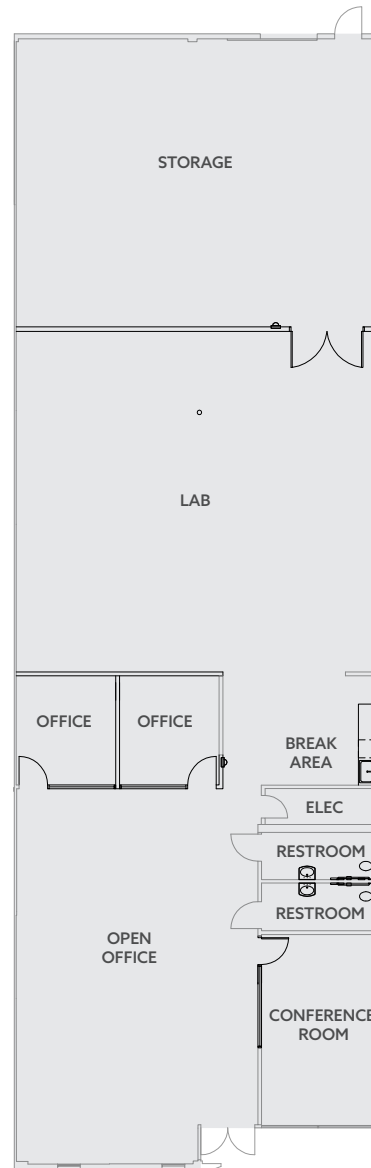 STORAGE
LAB
OFFICE
OFFICE
BREAK
AREA
ELEC
RESTROOM
RESTROOM
OPEN
OFFICE
CONFERENCE
ROOM